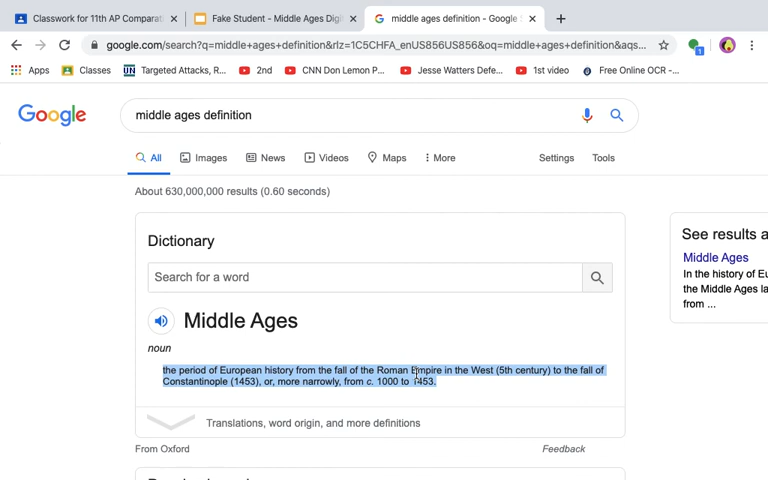 Classwork for 11th AP Comparati
Fake Student - Middle Ages Digi
middle ages definition - Google S
google.com/search?q=middle+ages+definition&rlz=1C5CHFA_enUS856US856&oq=middle+ages+definition&aqs...
1
Apps
Classes
UN Targeted Attacks, R...
2nd
CNN Don Lemon P...
Jesse Watters Defe...
1st video
Free Online OCR -...
Google
middle ages definition
All
Images
News
Videos
Maps
More
Settings
Tools
About 630,000,000 results (0.60 seconds)
Dictionary
Search for a word
Middle Ages
noun
the period of European history from the fall of the Roman Empire in the West (5th century) to the fall of
Constantinople (1453), or, more narrowly, from c. 1000 to 1453.
Translations, word origin, and more definitions
From Oxford
Feedback
See results a
Middle Ages
In the history of Eu
the Middle Ages la
from ...